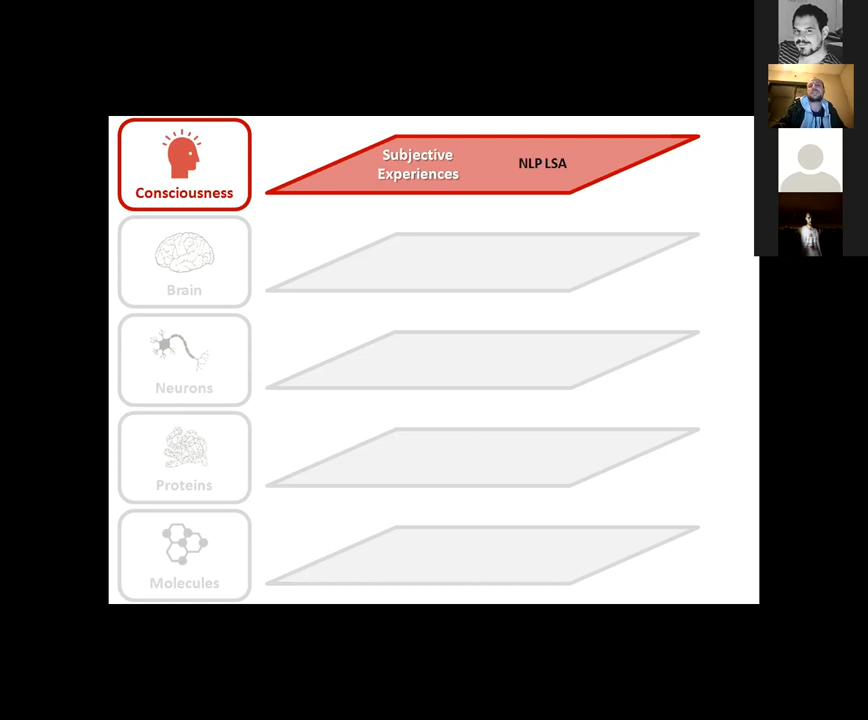 Consciousness
Subjective
Experiences
NLP LSA
Brain
Neurons
Proteins
Molecules